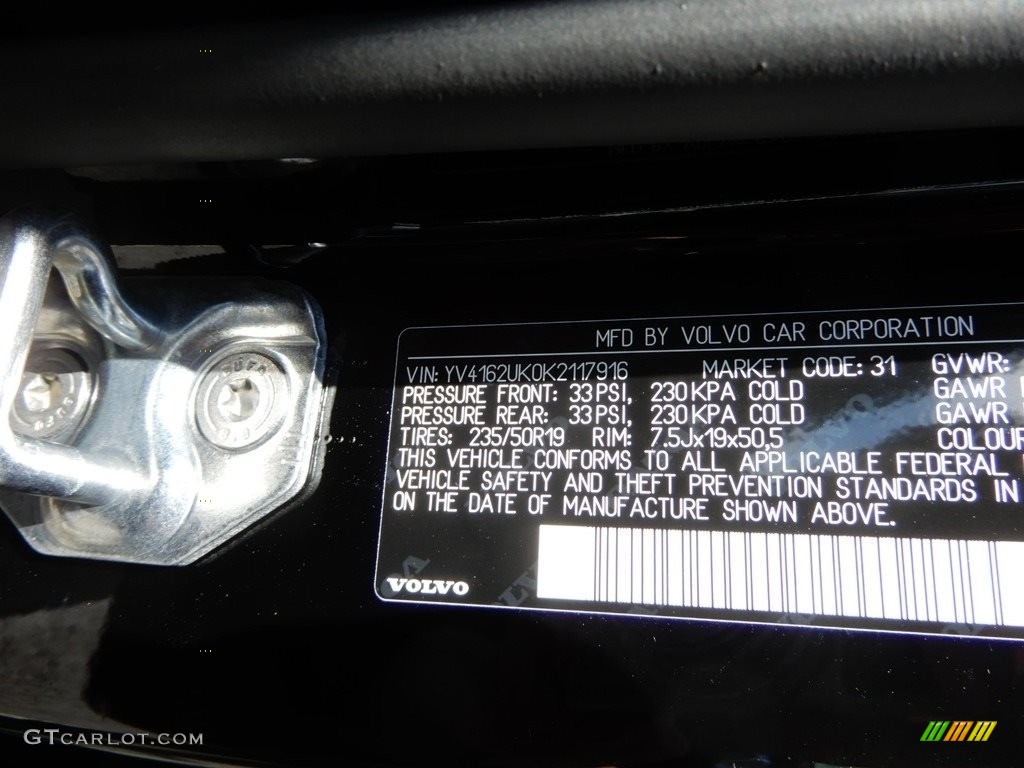 MFD BY VOLVO CAR CORPORATION
VIN: YV4162UK0K2117916 MARKET CODE: 31 GVWR:
PRESSURE FRONT: 33 PSI, 230 KPA COLD GAWR
PRESSURE REAR: 33 PSI, 230 KPA COLD GAWR
TIRES: 235/50R19 RIM: 7.5Jx19x50,5 COLOUR
THIS VEHICLE CONFORMS TO ALL APPLICABLE FEDERAL
VEHICLE SAFETY AND THEFT PREVENTION STANDARDS IN
ON THE DATE OF MANUFACTURE SHOWN ABOVE.
VOLVO
GTCARLOT.COM